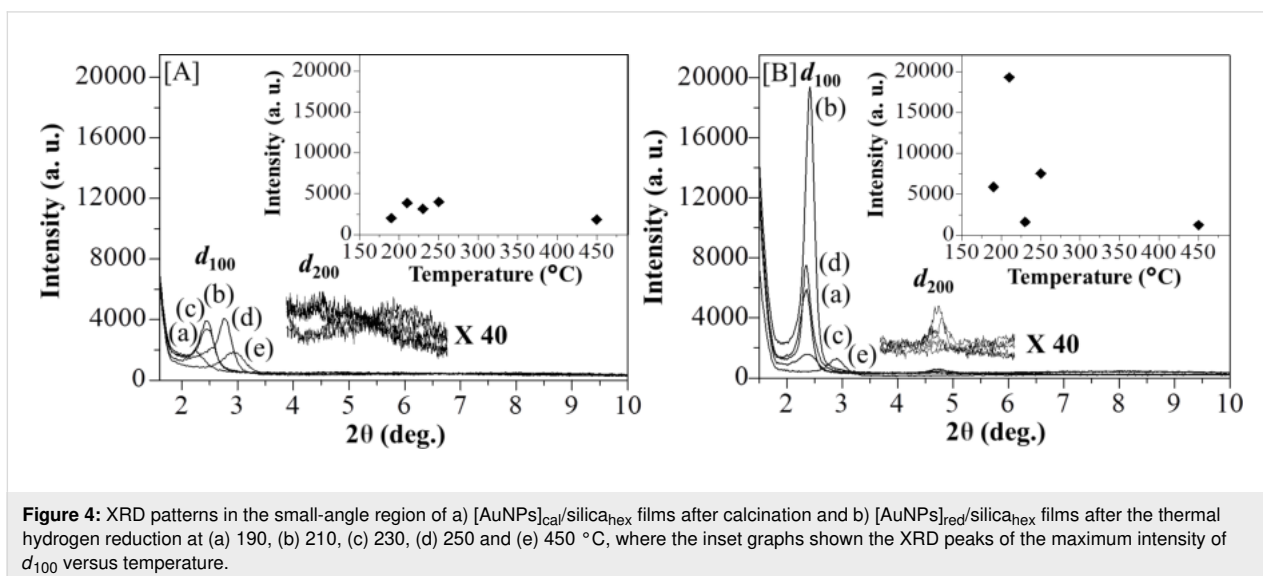 [A]
20000
16000
12000
8000
4000
0
Intensity (a. u.)
2 3 4 5 6 7 8 9 10
2θ (deg.)
20000
15000
10000
5000
0
Intensity (a. u.)
150 200 250 300 350 400 450
Temperature (°C)
d100
d200
(c) (b)
(a) (d)
(e)
X 40
[B] d100
20000
16000
12000
8000
4000
0
Intensity (a. u.)
2 3 4 5 6 7 8 9 10
2θ (deg.)
(b)
(d)
(a)
(c)
(e)
20000
15000
10000
5000
0
Intensity (a. u.)
150 200 250 300 350 400 450
Temperature (°C)
d200
X 40
Figure 4: XRD patterns in the small-angle region of a) [AuNPs]cal/silicahex films after calcination and b) [AuNPs]red/silicahex films after the thermal
hydrogen reduction at (a) 190, (b) 210, (c) 230, (d) 250 and (e) 450 °C, where the inset graphs shown the XRD peaks of the maximum intensity of
d100 versus temperature.